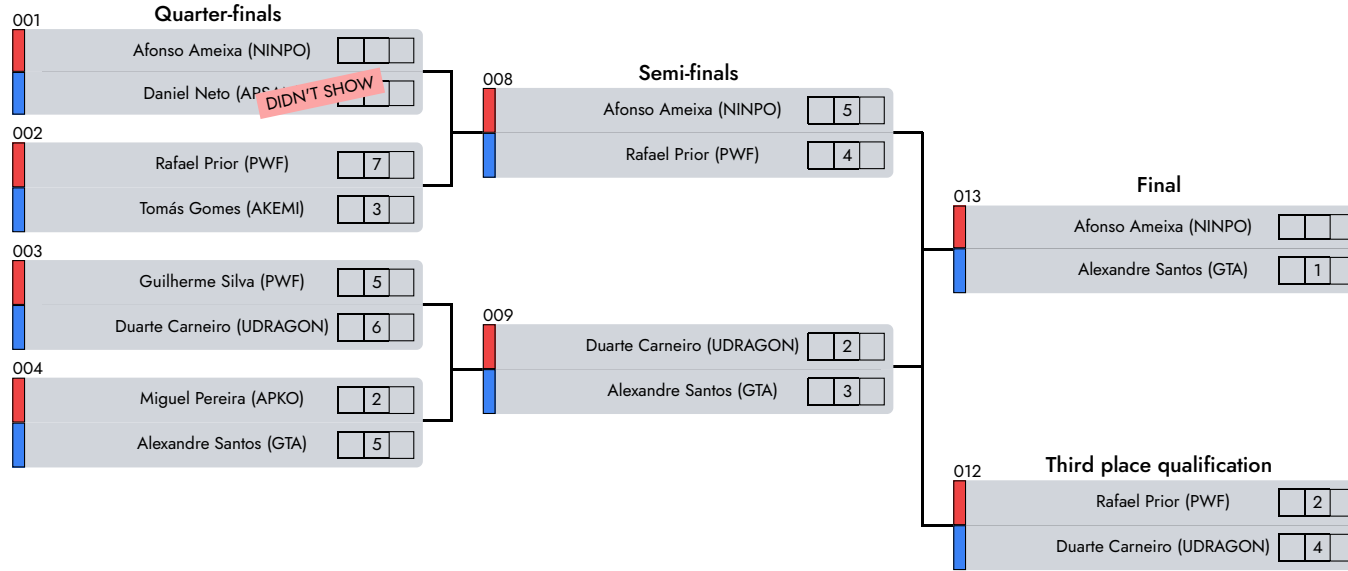 Quarter-finals
001
Afonso Ameixa (NINPO)
Daniel Neto
DIDN'T SHOW
002
Rafael Prior (PWF) 7
Tomás Gomes (AKEMI) 3
003
Guilherme Silva (PWF) 5
Duarte Carneiro (UDRAGON) 6
004
Miguel Pereira (APKO) 2
Alexandre Santos (GTA) 5
Semi-finals
008
Afonso Ameixa (NINPO) 5
Rafael Prior (PWF) 4
009
Duarte Carneiro (UDRAGON) 2
Alexandre Santos (GTA) 3
Final
013
Afonso Ameixa (NINPO)
Alexandre Santos (GTA) 1
Third place qualification
012
Rafael Prior (PWF) 2
Duarte Carneiro (UDRAGON) 4